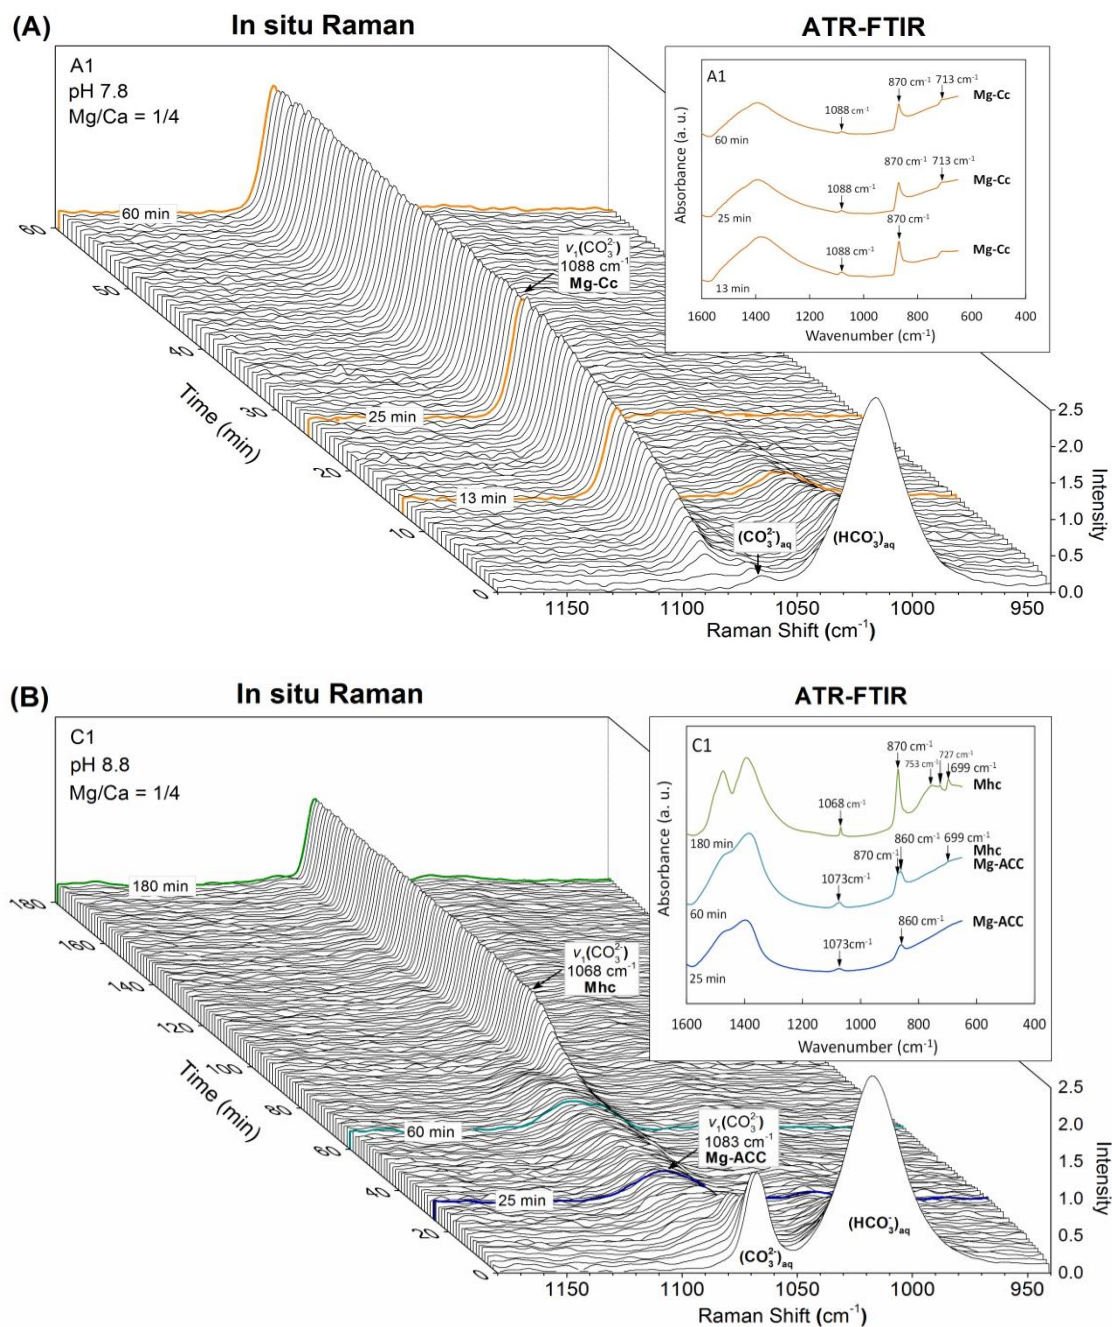 (A)
In situ Raman
ATR-FTIR
A1
pH 7.8
Mg/Ca = 1/4
60 min
25 min
13 min
ν₁(CO₃²⁻)
1088 cm⁻¹
Mg-Cc
(CO₃²⁻)aq
(HCO₃⁻)aq
60
50
40
30
20
10
0
Time (min)
1150
1100
1050
1000
950
Raman Shift (cm⁻¹)
2.5
2.0
1.5
1.0
0.5
0.0
Intensity
A1
870 cm⁻¹
713 cm⁻¹
1088 cm⁻¹
Mg-Cc
60 min
870 cm⁻¹
713 cm⁻¹
1088 cm⁻¹
Mg-Cc
25 min
870 cm⁻¹
1088 cm⁻¹
Mg-Cc
13 min
Absorbance (a. u.)
1600 1400 1200 1000 800 600 400
Wavenumber (cm⁻¹)
(B)
In situ Raman
ATR-FTIR
C1
pH 8.8
Mg/Ca = 1/4
180 min
60 min
25 min
ν₁(CO₃²⁻)
1068 cm⁻¹
Mhc
ν₁(CO₃²⁻)
1083 cm⁻¹
Mg-ACC
(CO₃²⁻)aq
(HCO₃⁻)aq
180
160
140
120
100
80
60
40
20
0
Time (min)
1150
1100
1050
1000
950
Raman Shift (cm⁻¹)
2.5
2.0
1.5
1.0
0.5
0.0
Intensity
C1
870 cm⁻¹
753 cm⁻¹
727 cm⁻¹
699 cm⁻¹
Mhc
1068 cm⁻¹
180 min
860 cm⁻¹
699 cm⁻¹
870 cm⁻¹
Mhc
Mg-ACC
1073cm⁻¹
60 min
860 cm⁻¹
Mg-ACC
1073cm⁻¹
25 min
Absorbance (a. u.)
1600 1400 1200 1000 800 600 400
Wavenumber (cm⁻¹)